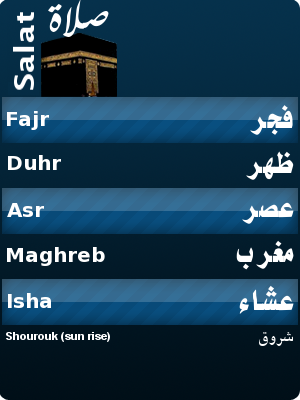 Salat صلاة
Fajr فجر
Duhr ظهر
Asr عصر
Maghreb مغرب
Isha عشاء
Shourouk (sun rise) شروق